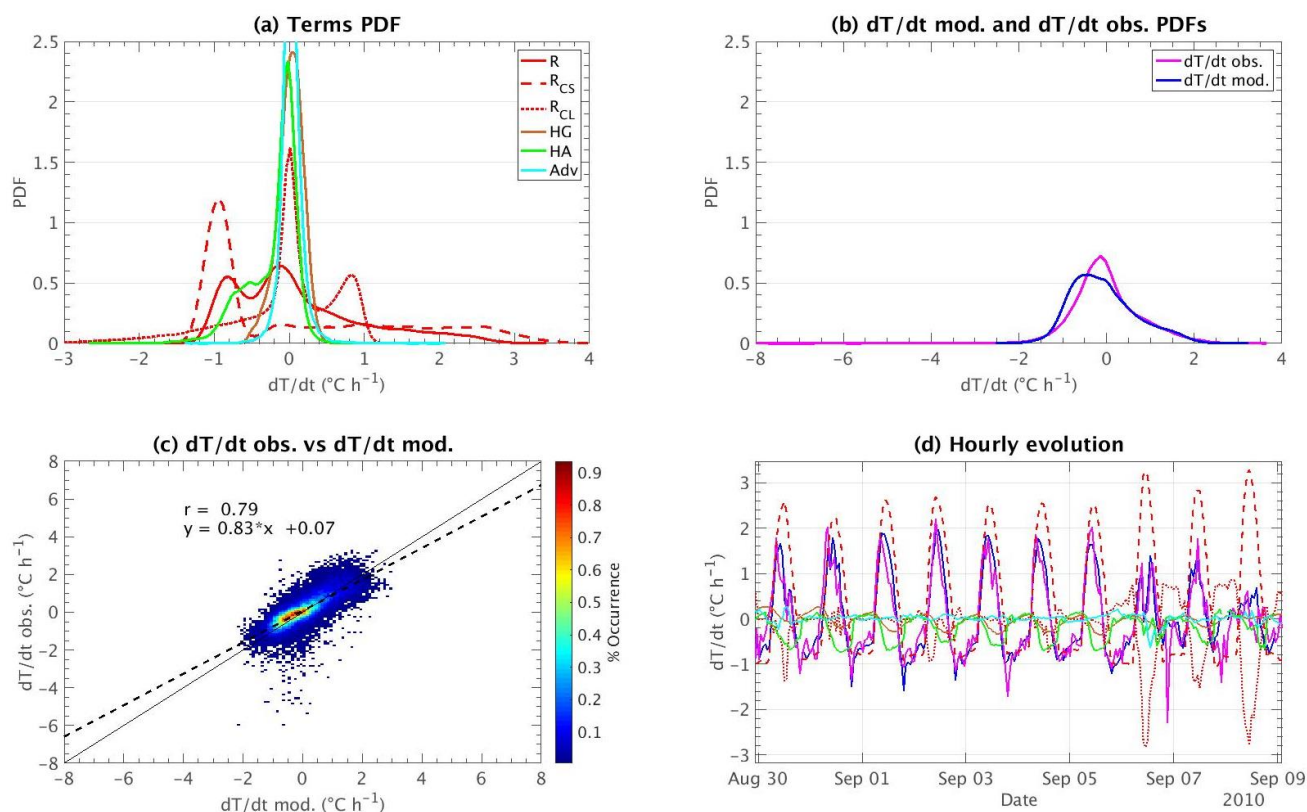 (a) Terms PDF
2.5
2
1.5
1
0.5
0
PDF
-3 -2 -1 0 1 2 3 4
dT/dt (°C h⁻¹)
R
R_CS
R_CL
HG
HA
Adv
(b) dT/dt mod. and dT/dt obs. PDFs
2.5
2
1.5
1
0.5
0
PDF
-8 -6 -4 -2 0 2 4
dT/dt (°C h⁻¹)
dT/dt obs.
dT/dt mod.
(c) dT/dt obs. vs dT/dt mod.
8
6
4
2
0
-2
-4
-6
-8
dT/dt obs. (°C h⁻¹)
r = 0.79
y = 0.83*x +0.07
-8 -6 -4 -2 0 2 4 6 8
dT/dt mod. (°C h⁻¹)
0.9
0.8
0.7
0.6
0.5
0.4
0.3
0.2
0.1
% Occurrence
(d) Hourly evolution
3
2
1
0
-1
-2
-3
dT/dt (°C h⁻¹)
Aug 30 Sep 01 Sep 03 Sep 05 Sep 07 Sep 09
Date 2010